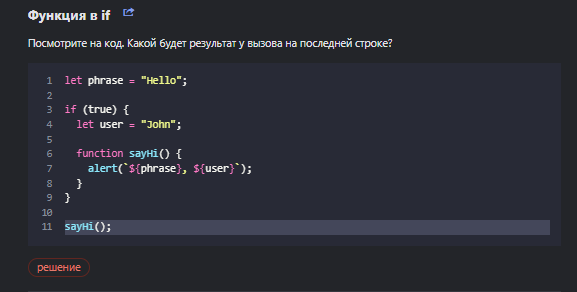 Функция в if
Посмотрите на код. Какой будет результат у вызова на последней строке?
1 let phrase = "Hello";
2
3 if (true) {
4   let user = "John";
5
6   function sayHi() {
7     alert(`${phrase}, ${user}`);
8   }
9 }
10
11 sayHi();
решение